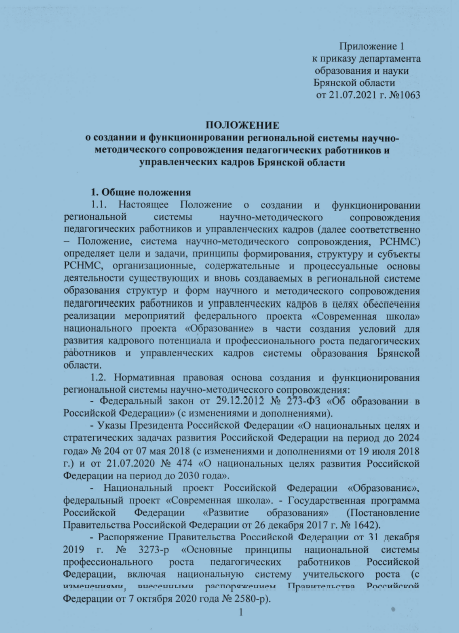 Приложение 1
к приказу департамента
образования и науки
Брянской области
от 21.07.2021 г. №1063
ПОЛОЖЕНИЕ
о создании и функционировании региональной системы научно-
методического сопровождения педагогических работников и
управленческих кадров Брянской области
1. Общие положения
1.1. Настоящее Положение о создании и функционировании
региональной системы научно-методического сопровождения
педагогических работников и управленческих кадров (далее соответственно
– Положение, система научно-методического сопровождения, РСНМС)
определяет цели и задачи, принципы формирования, структуру и субъекты
РСНМС, организационные, содержательные и процессуальные основы
деятельности существующих и вновь создаваемых в региональной системе
образования структур и форм научного и методического сопровождения
педагогических работников и управленческих кадров в целях обеспечения
реализации мероприятий федерального проекта «Современная школа»
национального проекта «Образование» в части создания условий для
развития кадрового потенциала и профессионального роста педагогических
работников и управленческих кадров системы образования Брянской
области.
1.2. Нормативная правовая основа создания и функционирования
региональной системы научно-методического сопровождения:
- Федеральный закон от 29.12.2012 № 273-ФЗ «Об образовании в
Российской Федерации» (с изменениями и дополнениями).
- Указы Президента Российской Федерации «О национальных целях и
стратегических задачах развития Российской Федерации на период до 2024
года» № 204 от 07 мая 2018 (с изменениями и дополнениями от 19 июля 2018
г.) и от 21.07.2020 № 474 «О национальных целях развития Российской
Федерации на период до 2030 года».
- Национальный проект Российской Федерации «Образование»,
федеральный проект «Современная школа». - Государственная программа
Российской Федерации «Развитие образования» (Постановление
Правительства Российской Федерации от 26 декабря 2017 г. № 1642).
- Распоряжение Правительства Российской Федерации от 31 декабря
2019 г. № 3273-р «Основные принципы национальной системы
профессионального роста педагогических работников Российской
Федерации, включая национальную систему учительского роста (с
изменениями, внесенными распоряжением Правительства Российской
Федерации от 7 октября 2020 года № 2580-р).
1